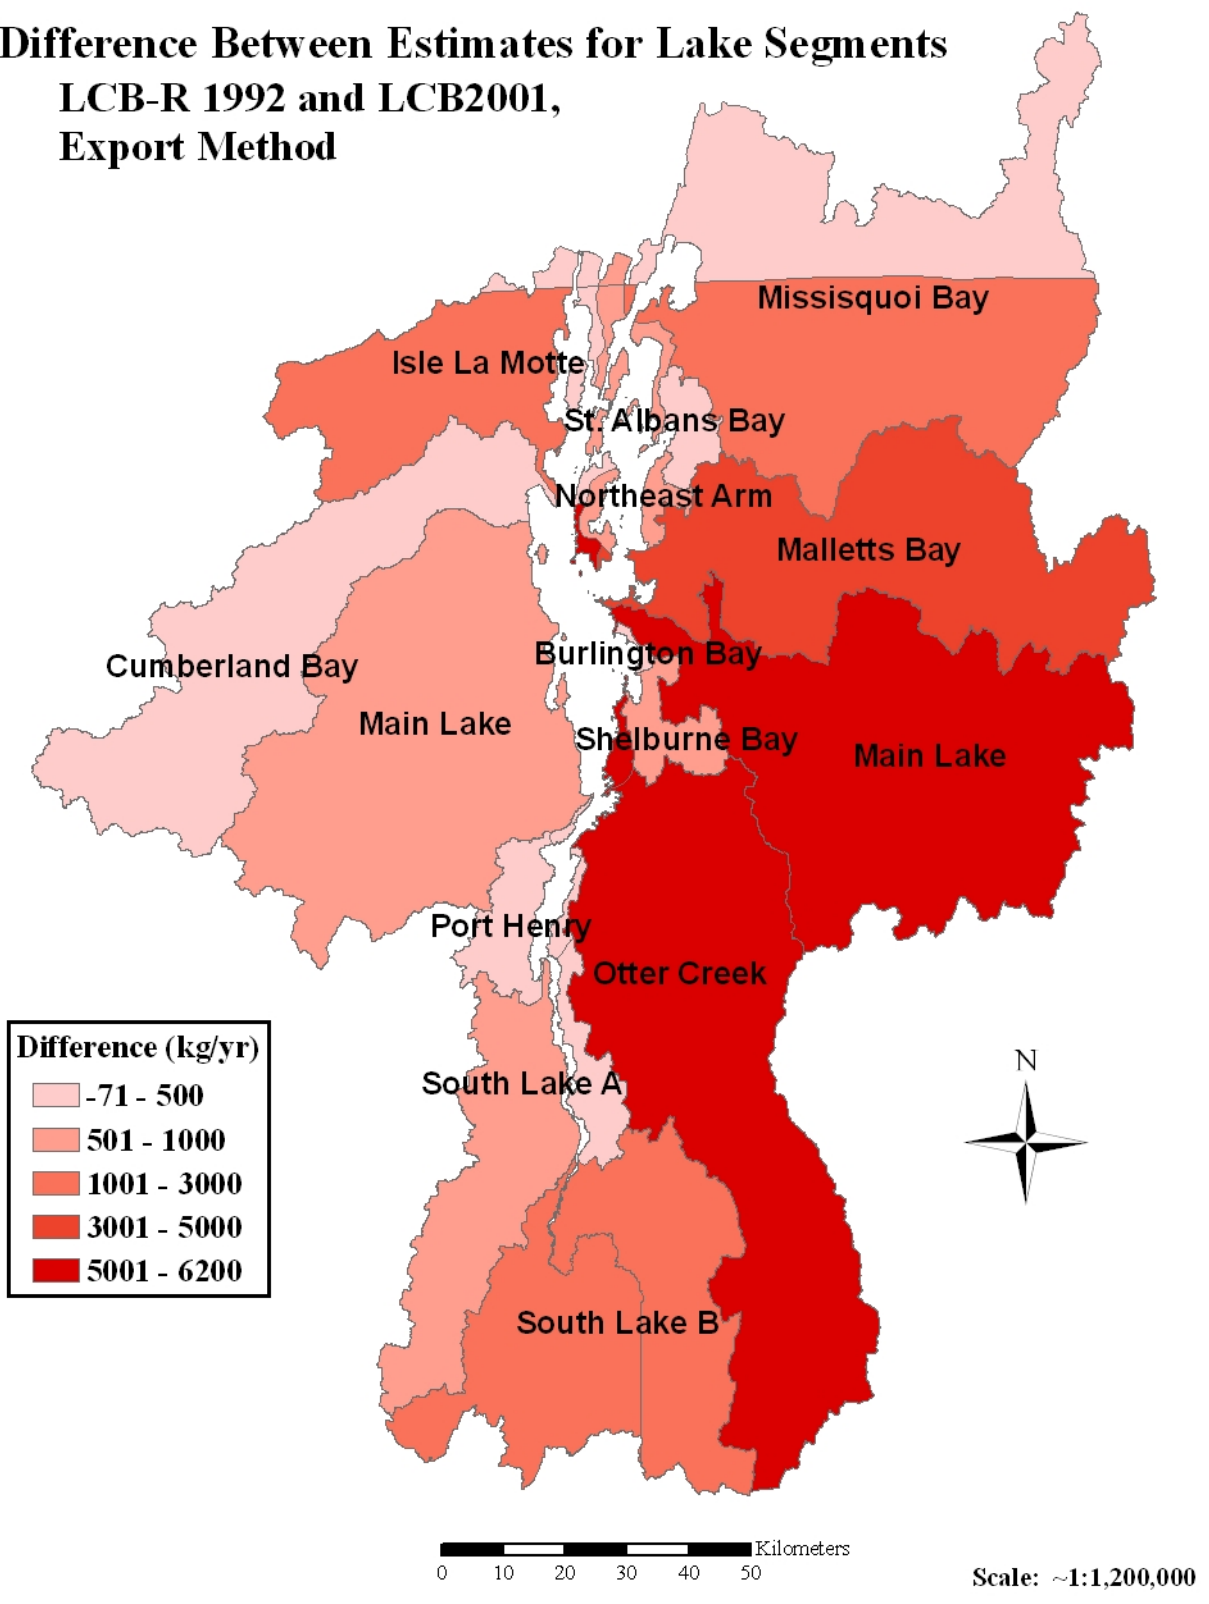 Difference Between Estimates for Lake Segments
LCB-R 1992 and LCB2001,
Export Method
Missisquoi Bay
Isle La Motte
St. Albans Bay
Northeast Arm
Malletts Bay
Burlington Bay
Cumberland Bay
Main Lake
Shelburne Bay
Main Lake
Port Henry
Otter Creek
South Lake A
South Lake B
Difference (kg/yr)
-71 - 500
501 - 1000
1001 - 3000
3001 - 5000
5001 - 6200
N
Kilometers
0 10 20 30 40 50
Scale: ~1:1,200,000